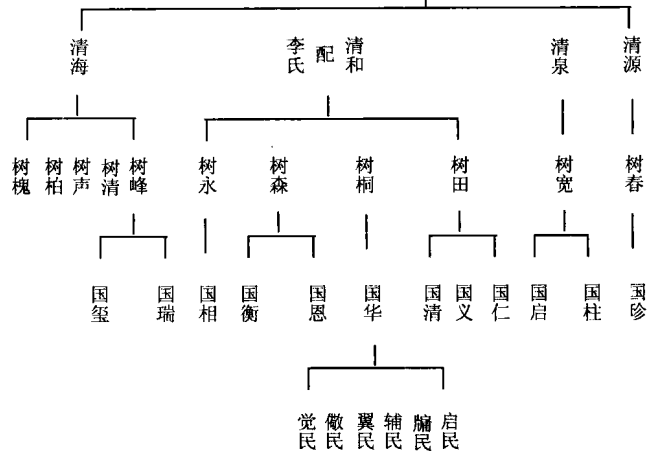 清源
清泉
清和
配
李氏
清海
树春
树宽
树田
树桐
树森
树永
树峰
树清
树声
树柏
树槐
国珍
国柱
国启
国仁
国义
国清
国华
国恩
国衡
国相
国瑞
国玺
启民
牖民
辅民
翼民
儆民
觉民